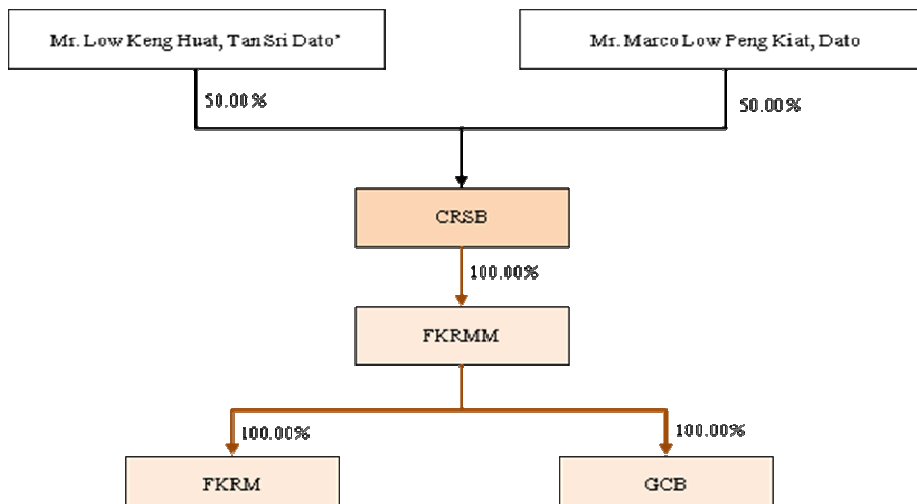 Mr. Low Keng Huat, Tan Sri Dato’
Mr. Marco Low Peng Kiat, Dato
50.00%
50.00%
CRSB
100.00%
FKRMM
100.00%
100.00%
FKRM
GCB